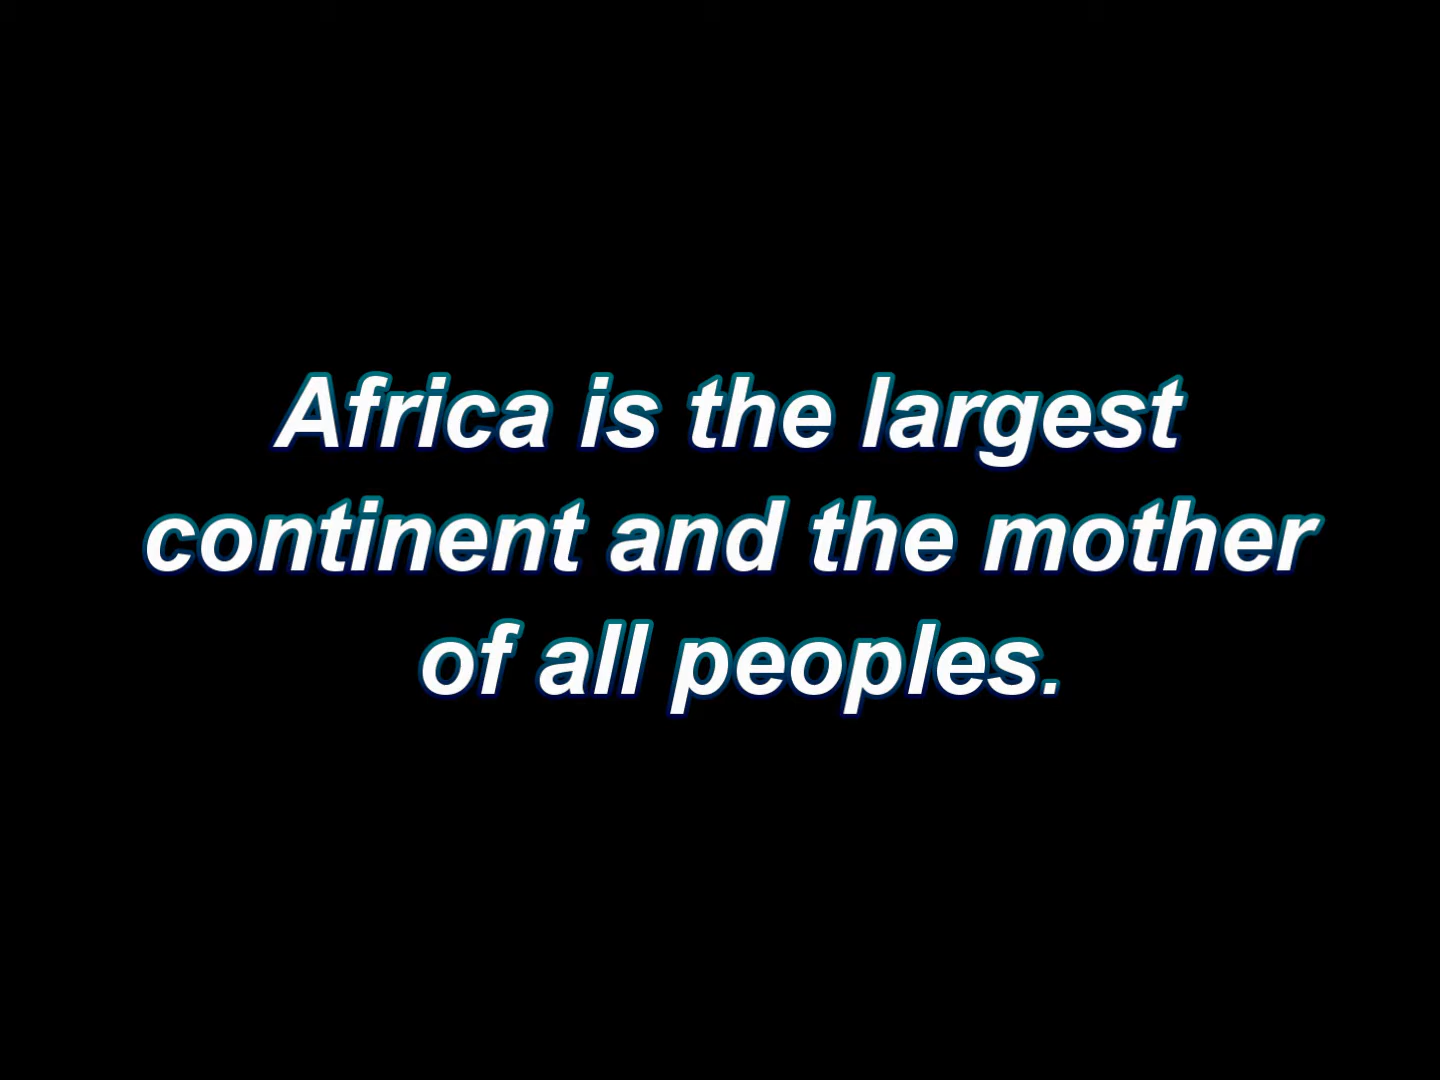 Africa is the largest
continent and the mother
of all peoples.